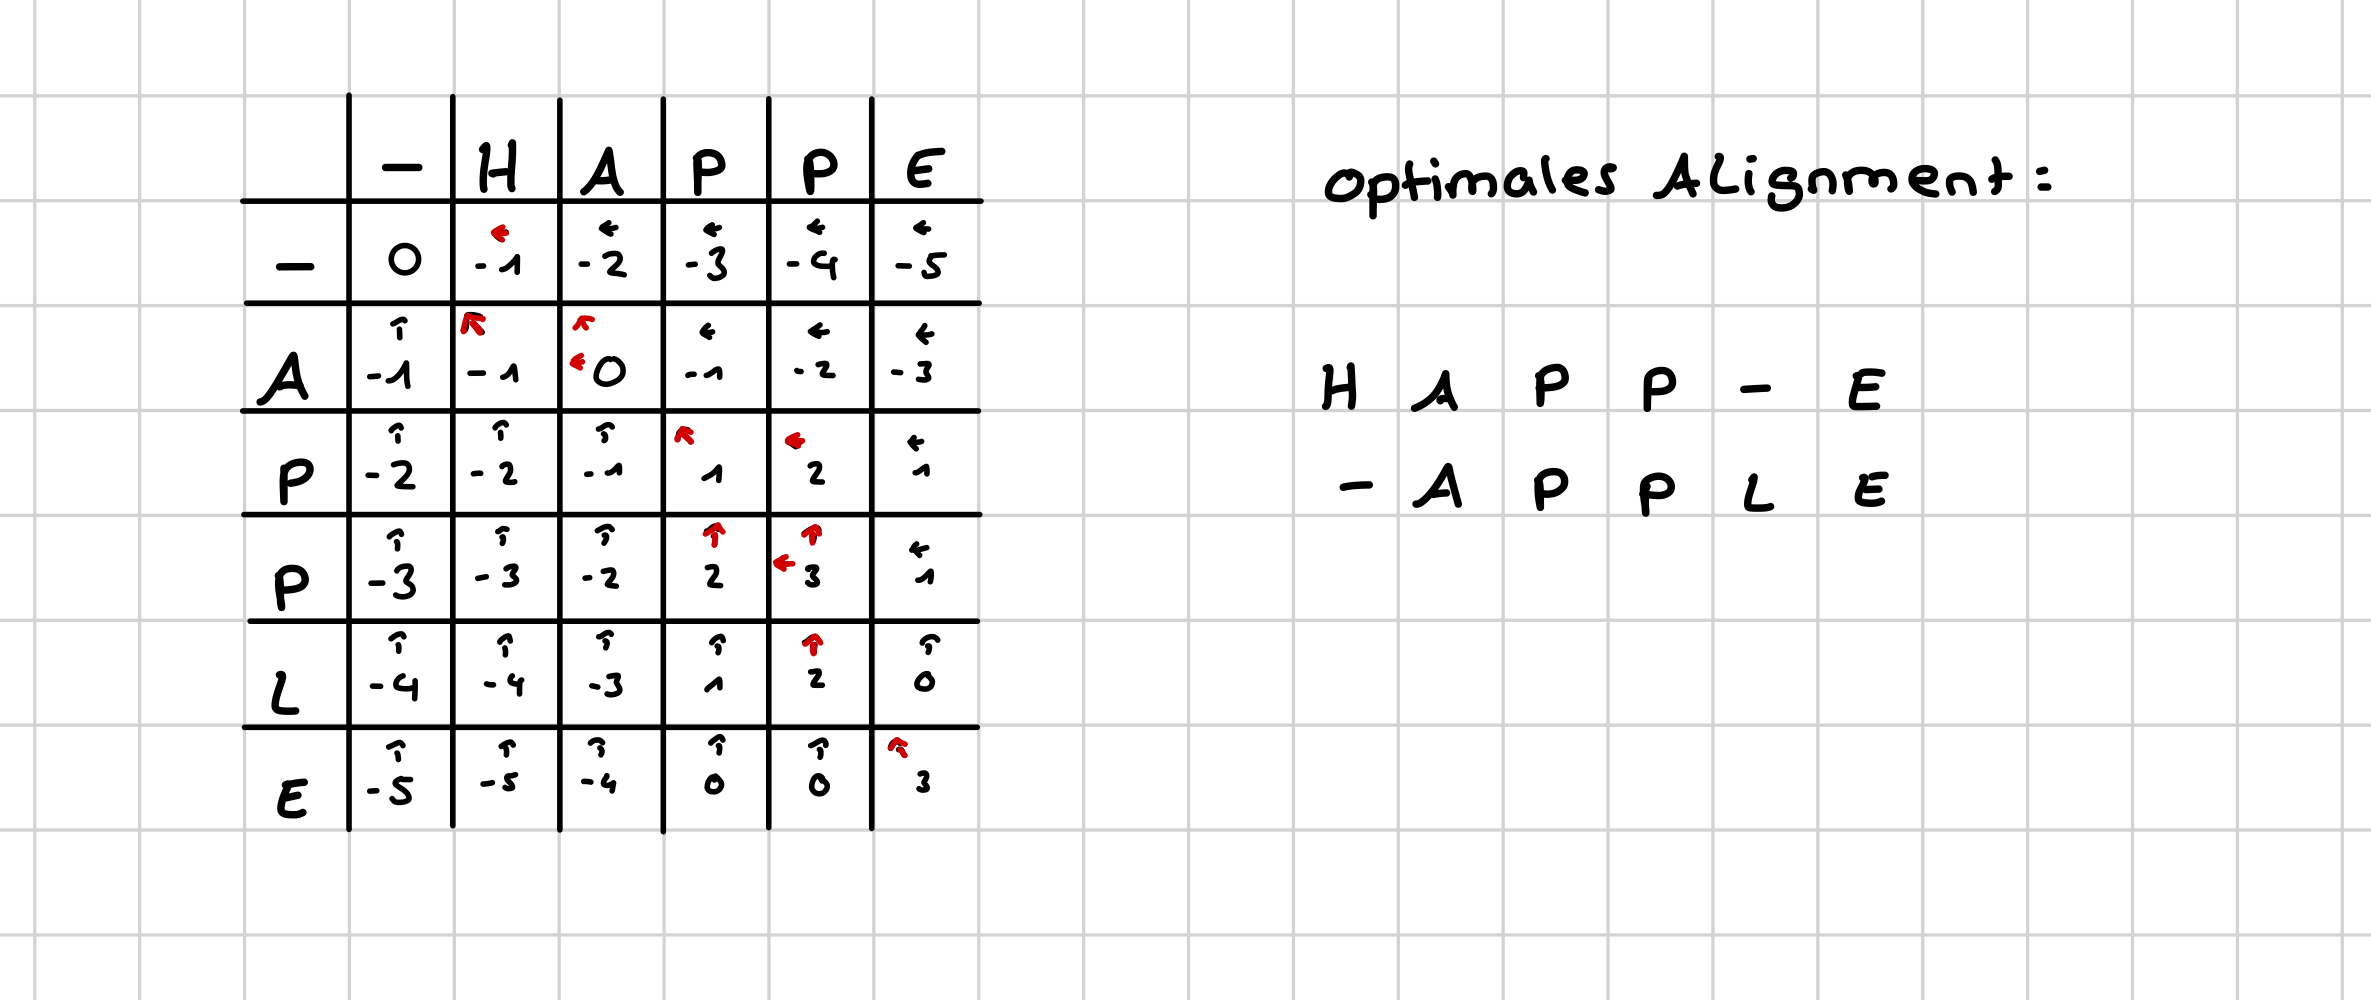 - H A P P E optimales Alignment:
- 0 ← -1 ← -2 ← -3 ← -4 ← -5
A ↑ -1 ↖ -1 ↖ ← 0 ← -1 ← -2 ← -3 H A P P - E
P ↑ -2 ↑ -2 ↑ -1 ↖ 1 ← 2 ← 1 - A P P L E
P ↑ -3 ↑ -3 ↑ -2 ↑ 2 ↑ ← 3 ← 1
L ↑ -4 ↑ -4 ↑ -3 ↑ 1 ↑ 2 ↑ 0
E ↑ -5 ↑ -5 ↑ -4 ↑ 0 ↑ 0 ↖ 3